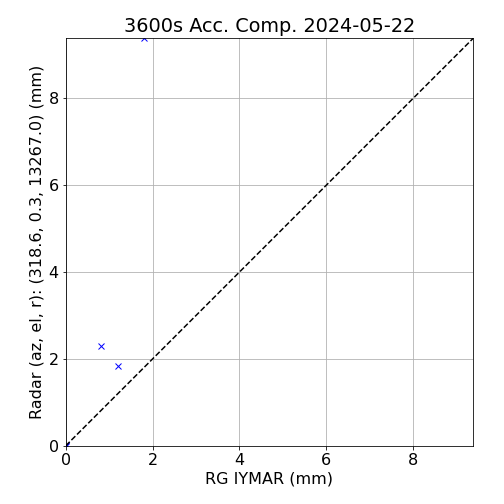 3600s Acc. Comp. 2024-05-22
Radar (az, el, r): (318.6, 0.3, 13267.0) (mm)
8
6
4
2
0
0 2 4 6 8
RG IYMAR (mm)